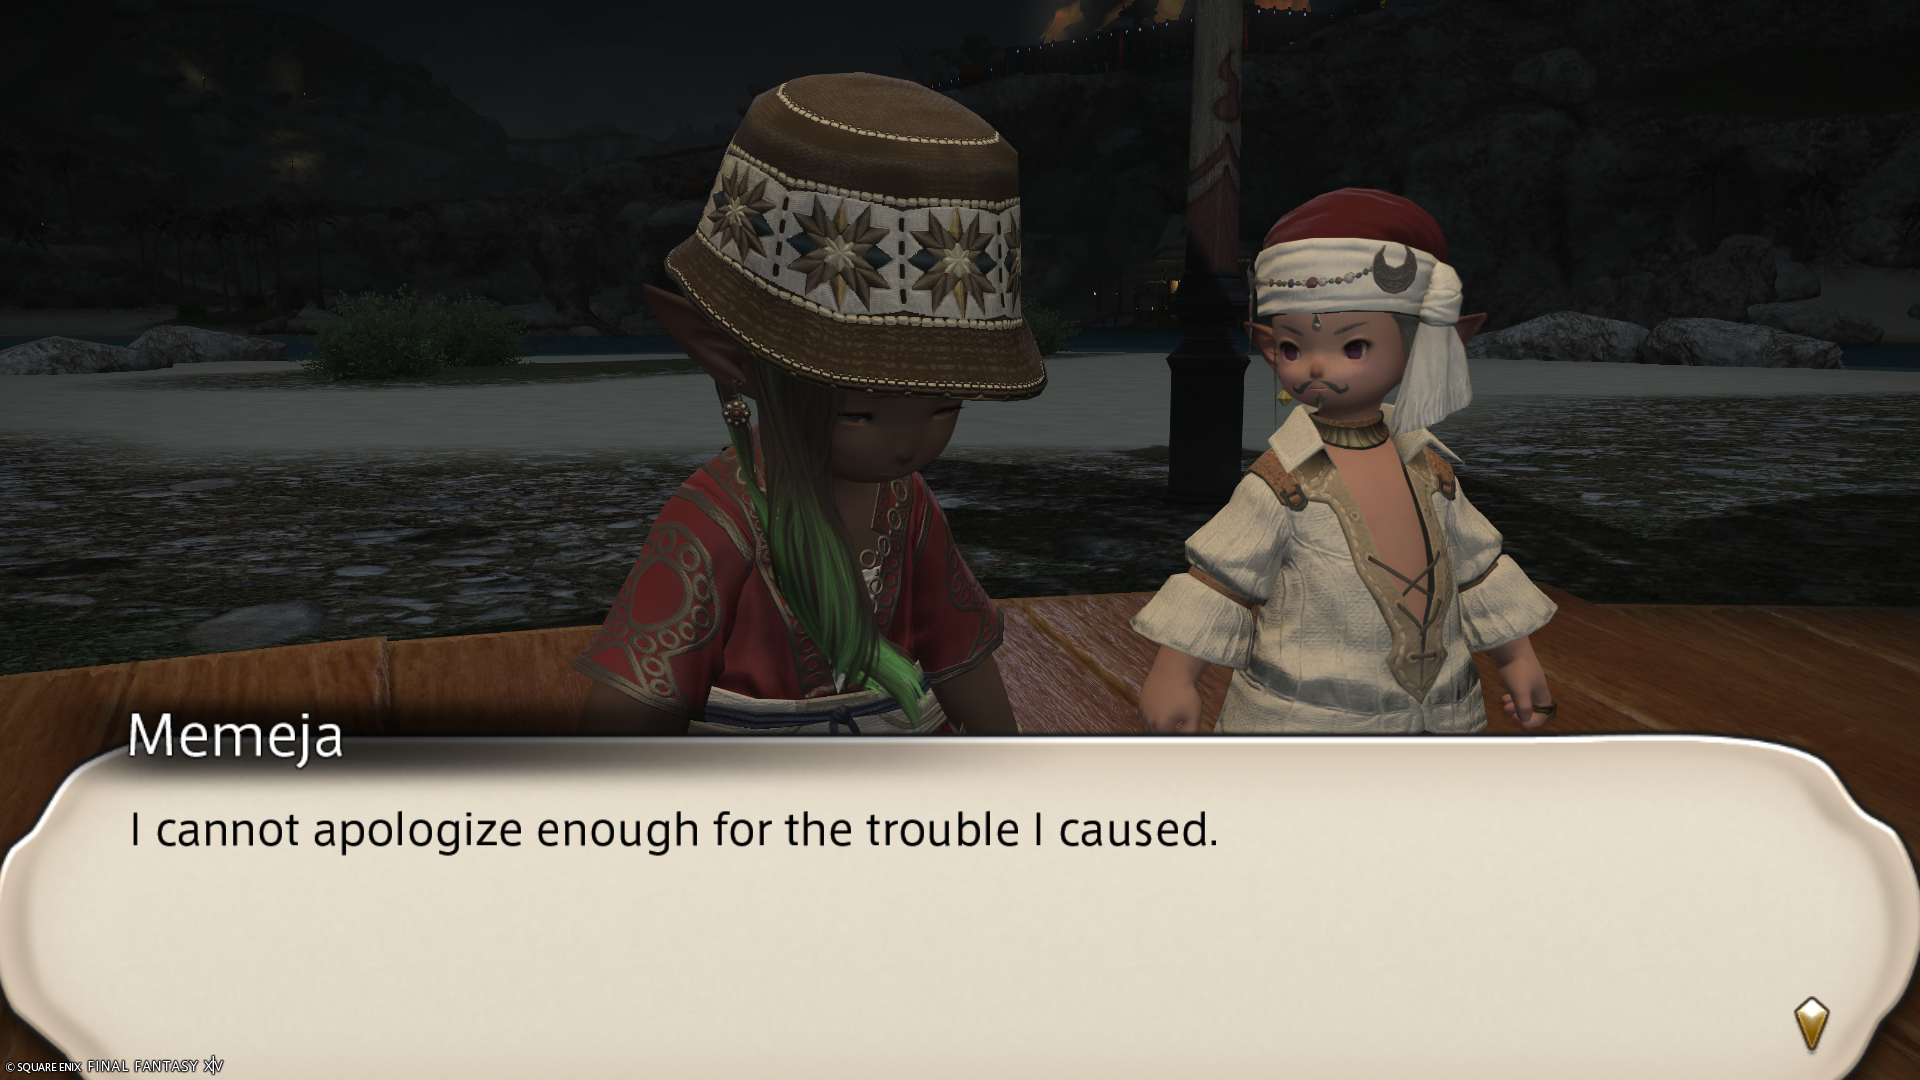 Memeja
I cannot apologize enough for the trouble I caused.
© SQUARE ENIX FINAL FANTASY XIV